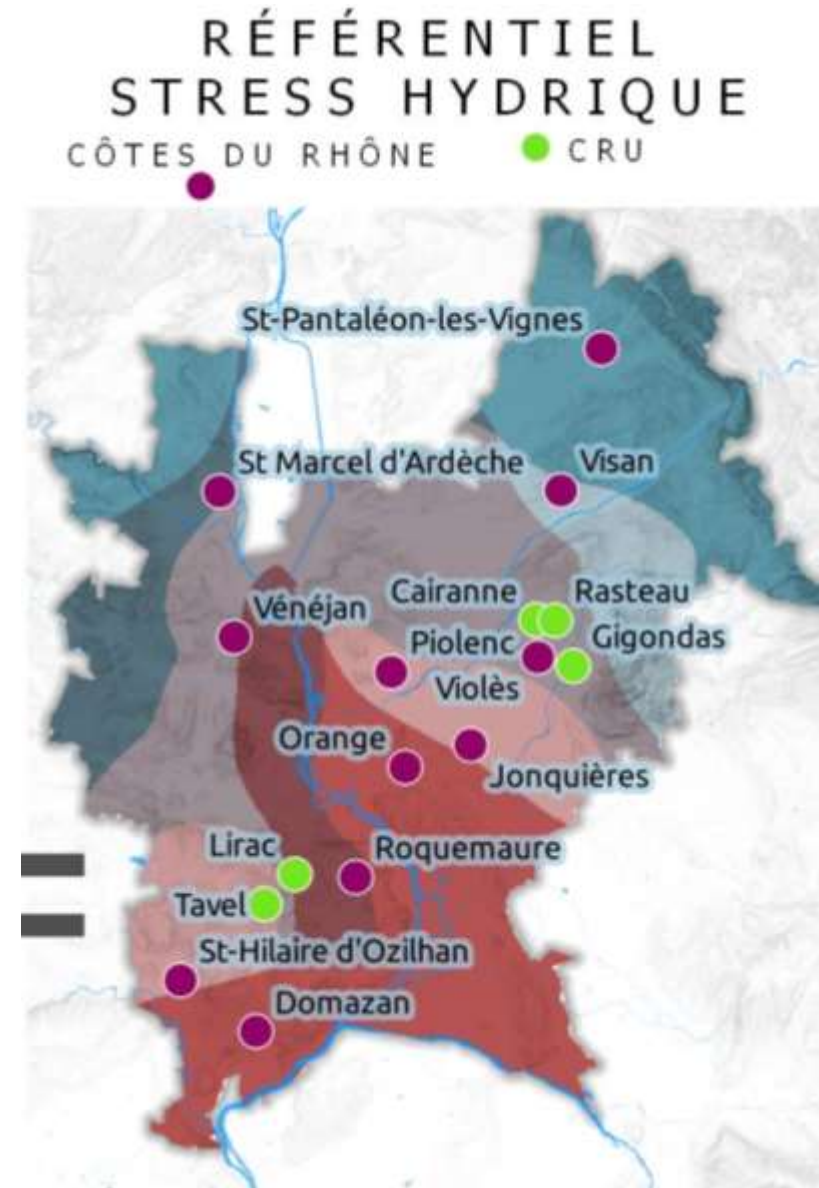 RÉFÉRENTIEL
STRESS HYDRIQUE
CÔTES DU RHÔNE
CRU
St-Pantaléon-les-Vignes
St Marcel d'Ardèche
Visan
Cairanne
Rasteau
Vénéjan
Piolenc
Gigondas
Violès
Orange
Jonquières
Lirac
Roquemaure
Tavel
St-Hilaire d'Ozilhan
Domazan